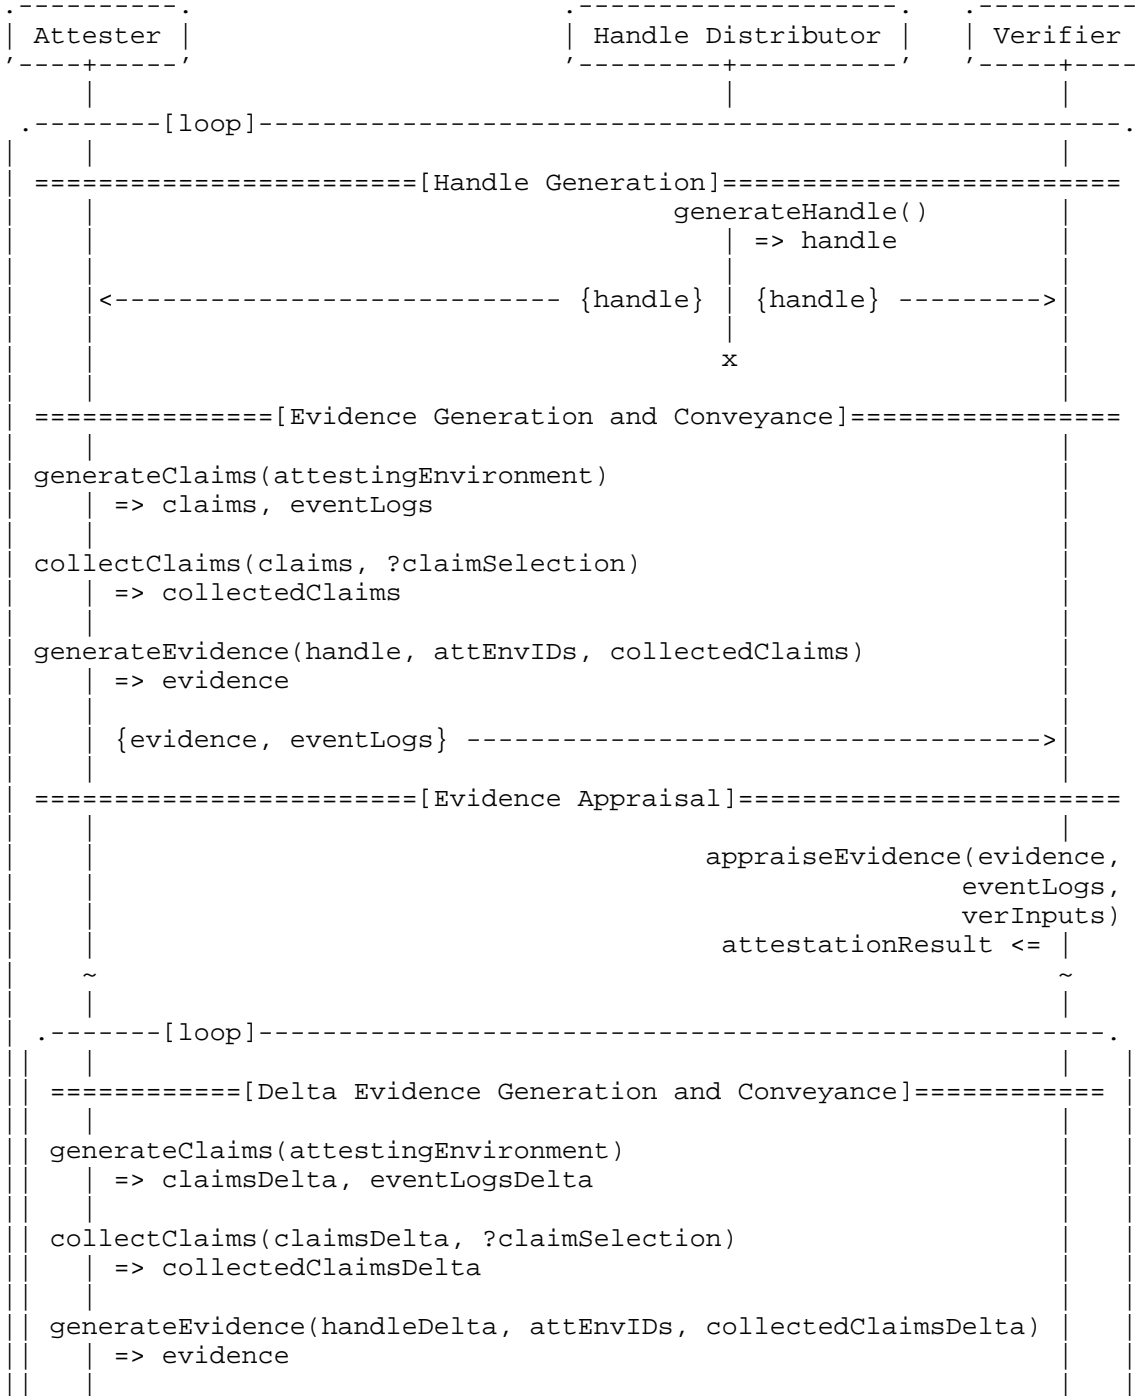 Attester Handle Distributor Verifier
[loop]
[Handle Generation]
generateHandle()
=> handle
{handle} {handle}
x
[Evidence Generation and Conveyance]
generateClaims(attestingEnvironment)
=> claims, eventLogs
collectClaims(claims, ?claimSelection)
=> collectedClaims
generateEvidence(handle, attEnvIDs, collectedClaims)
=> evidence
{evidence, eventLogs}
[Evidence Appraisal]
appraiseEvidence(evidence,
eventLogs,
verInputs)
attestationResult <=
~ ~
[loop]
[Delta Evidence Generation and Conveyance]
generateClaims(attestingEnvironment)
=> claimsDelta, eventLogsDelta
collectClaims(claimsDelta, ?claimSelection)
=> collectedClaimsDelta
generateEvidence(handleDelta, attEnvIDs, collectedClaimsDelta)
=> evidence